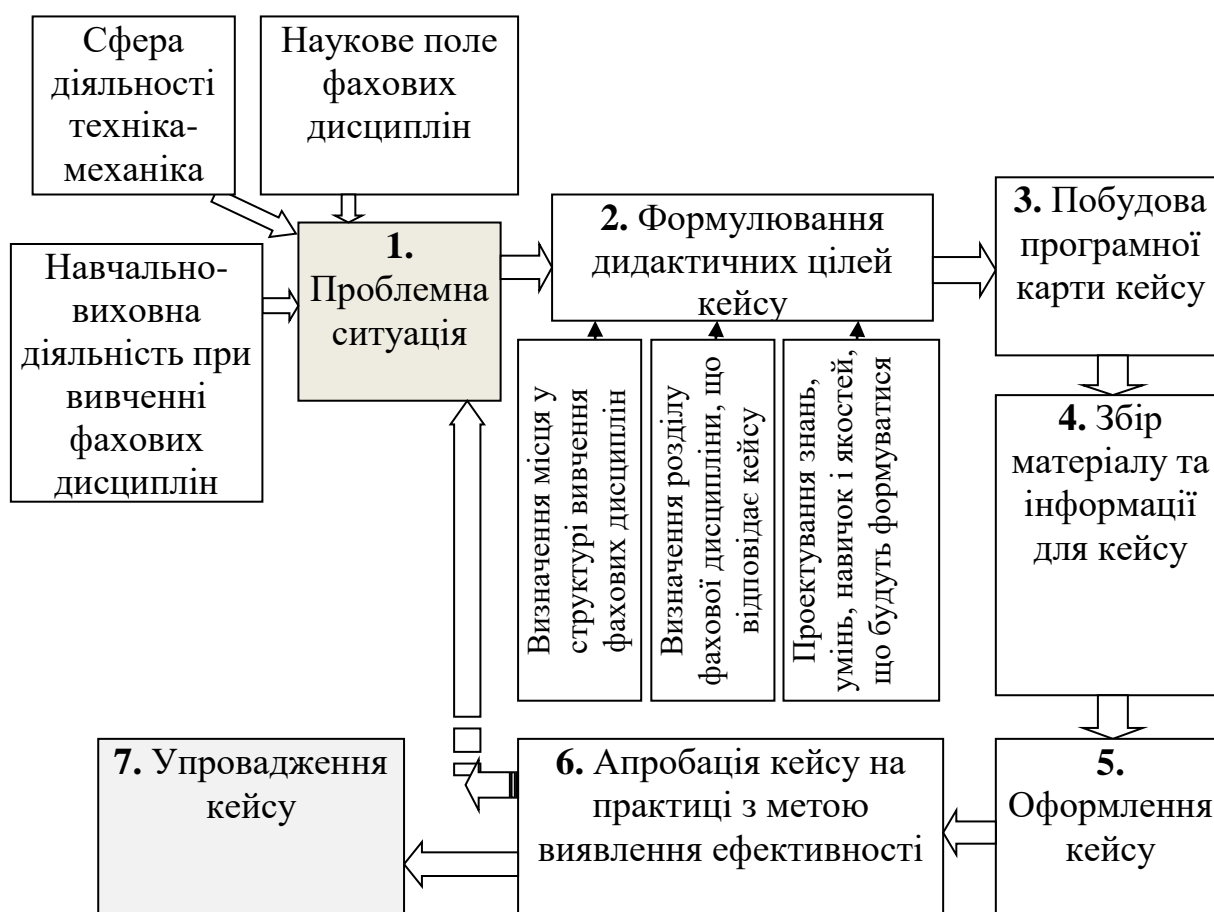 Сфера
діяльності
техніка-
механіка
Наукове поле
фахових
дисциплін
Навчально-
виховна
діяльність при
вивченні
фахових
дисциплін
1.
Проблемна
ситуація
2. Формулювання
дидактичних цілей
кейсу
3. Побудова
програмної
карти кейсу
Визначення місця у
структурі вивчення
фахових дисциплін
Визначення розділу
фахової дисципліни, що
відповідає кейсу
Проектування знань,
умінь, навичок і якостей,
що будуть формуватися
4. Збір
матеріалу та
інформації
для кейсу
5.
Оформлення
кейсу
6. Апробація кейсу на
практиці з метою
виявлення ефективності
7. Упровадження
кейсу